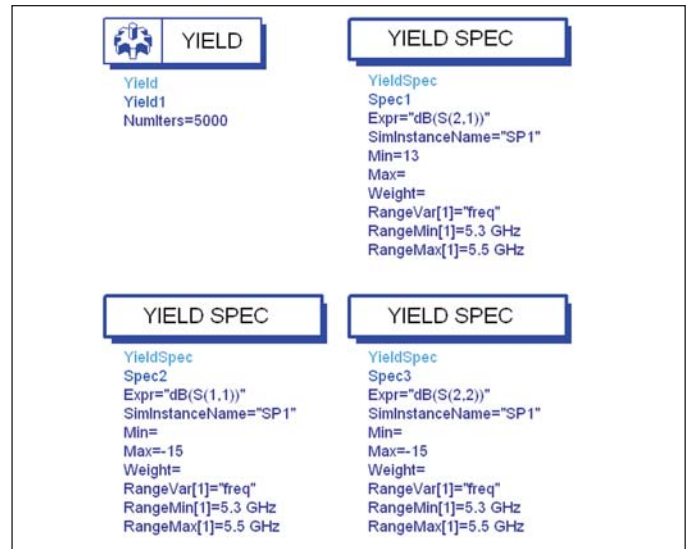 YIELD
Yield
Yield1
NumIters=5000
YIELD SPEC
YieldSpec
Spec1
Expr="dB(S(2,1))"
SimInstanceName="SP1"
Min=13
Max=
Weight=
RangeVar[1]="freq"
RangeMin[1]=5.3 GHz
RangeMax[1]=5.5 GHz
YIELD SPEC
YieldSpec
Spec2
Expr="dB(S(1,1))"
SimInstanceName="SP1"
Min=
Max=-15
Weight=
RangeVar[1]="freq"
RangeMin[1]=5.3 GHz
RangeMax[1]=5.5 GHz
YIELD SPEC
YieldSpec
Spec3
Expr="dB(S(2,2))"
SimInstanceName="SP1"
Min=
Max=-15
Weight=
RangeVar[1]="freq"
RangeMin[1]=5.3 GHz
RangeMax[1]=5.5 GHz